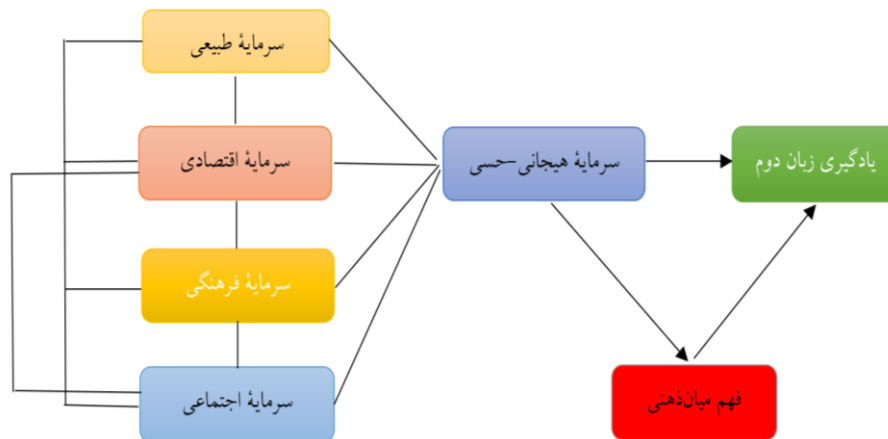 سرمایهٔ طبیعی
سرمایهٔ اقتصادی
سرمایهٔ هیجانی-حسی
یادگیری زبان دوم
سرمایهٔ فرهنگی
سرمایهٔ اجتماعی
فهم میان‌ذهنی